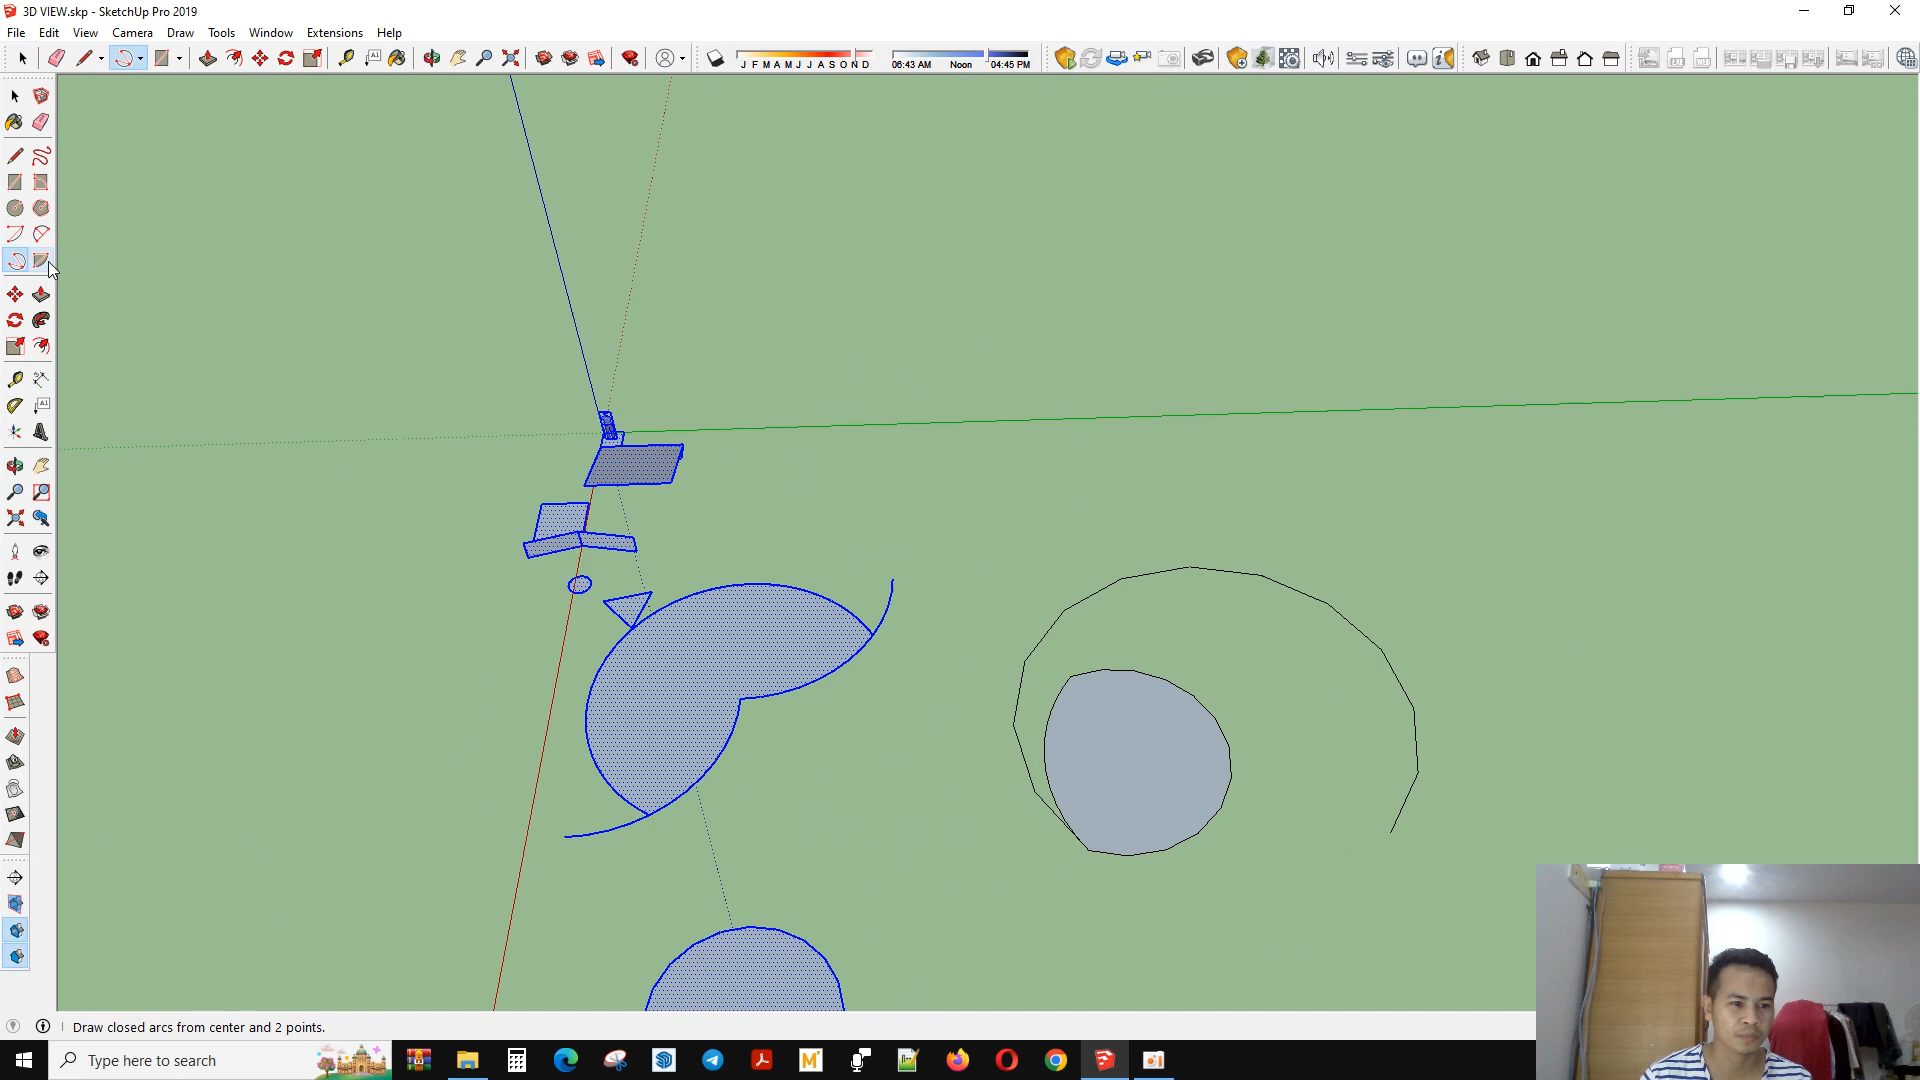 3D VIEW.skp - SketchUp Pro 2019
File Edit View Camera Draw Tools Window Extensions Help
J F M A M J J A S O N D
06:43 AM Noon 04:45 PM
Draw closed arcs from center and 2 points.
Type here to search